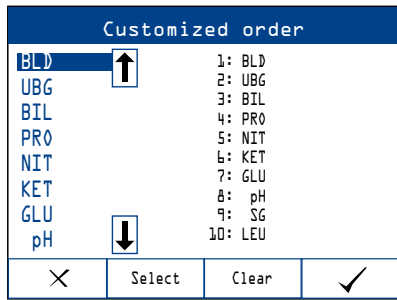 Customized order
BLD
UBG
BIL
PRO
NIT
KET
GLU
pH
1: BLD
2: UBG
3: BIL
4: PRO
5: NIT
6: KET
7: GLU
8: pH
9: SG
10: LEU
Select
Clear